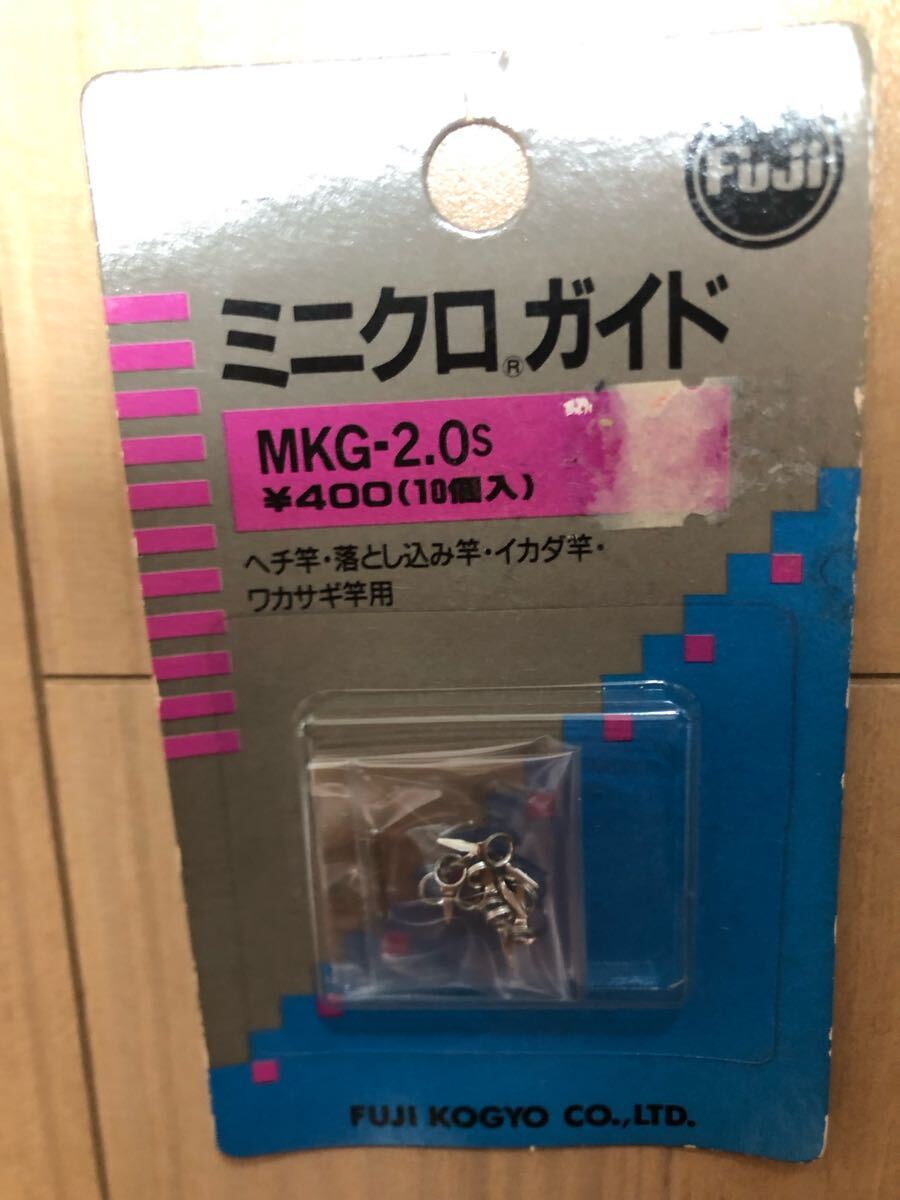 FUJI
ミニクロ®ガイド
MKG-2.0S
¥400(10個入)
ヘチ竿・落とし込み竿・イカダ竿・
ワカサギ竿用
FUJI KOGYO CO.,LTD.